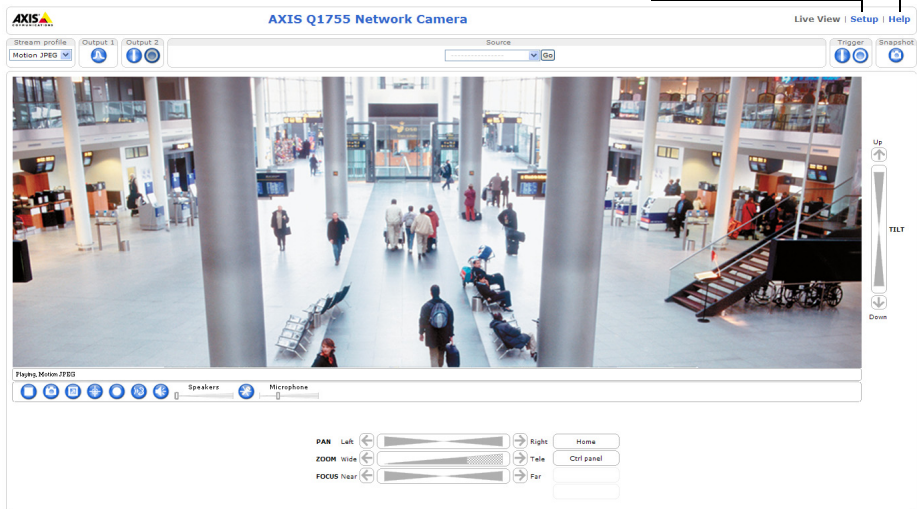 AXIS
COMMUNICATIONS
AXIS Q1755 Network Camera
Live View | Setup | Help
Stream profile
Output 1
Output 2
Source
Trigger
Snapshot
Motion JPEG
Go
Up
TILT
Down
Playing, Motion JPEG
Speakers
Microphone
PAN Left Right Home
ZOOM Wide Tele Ctrl panel
FOCUS Near Far